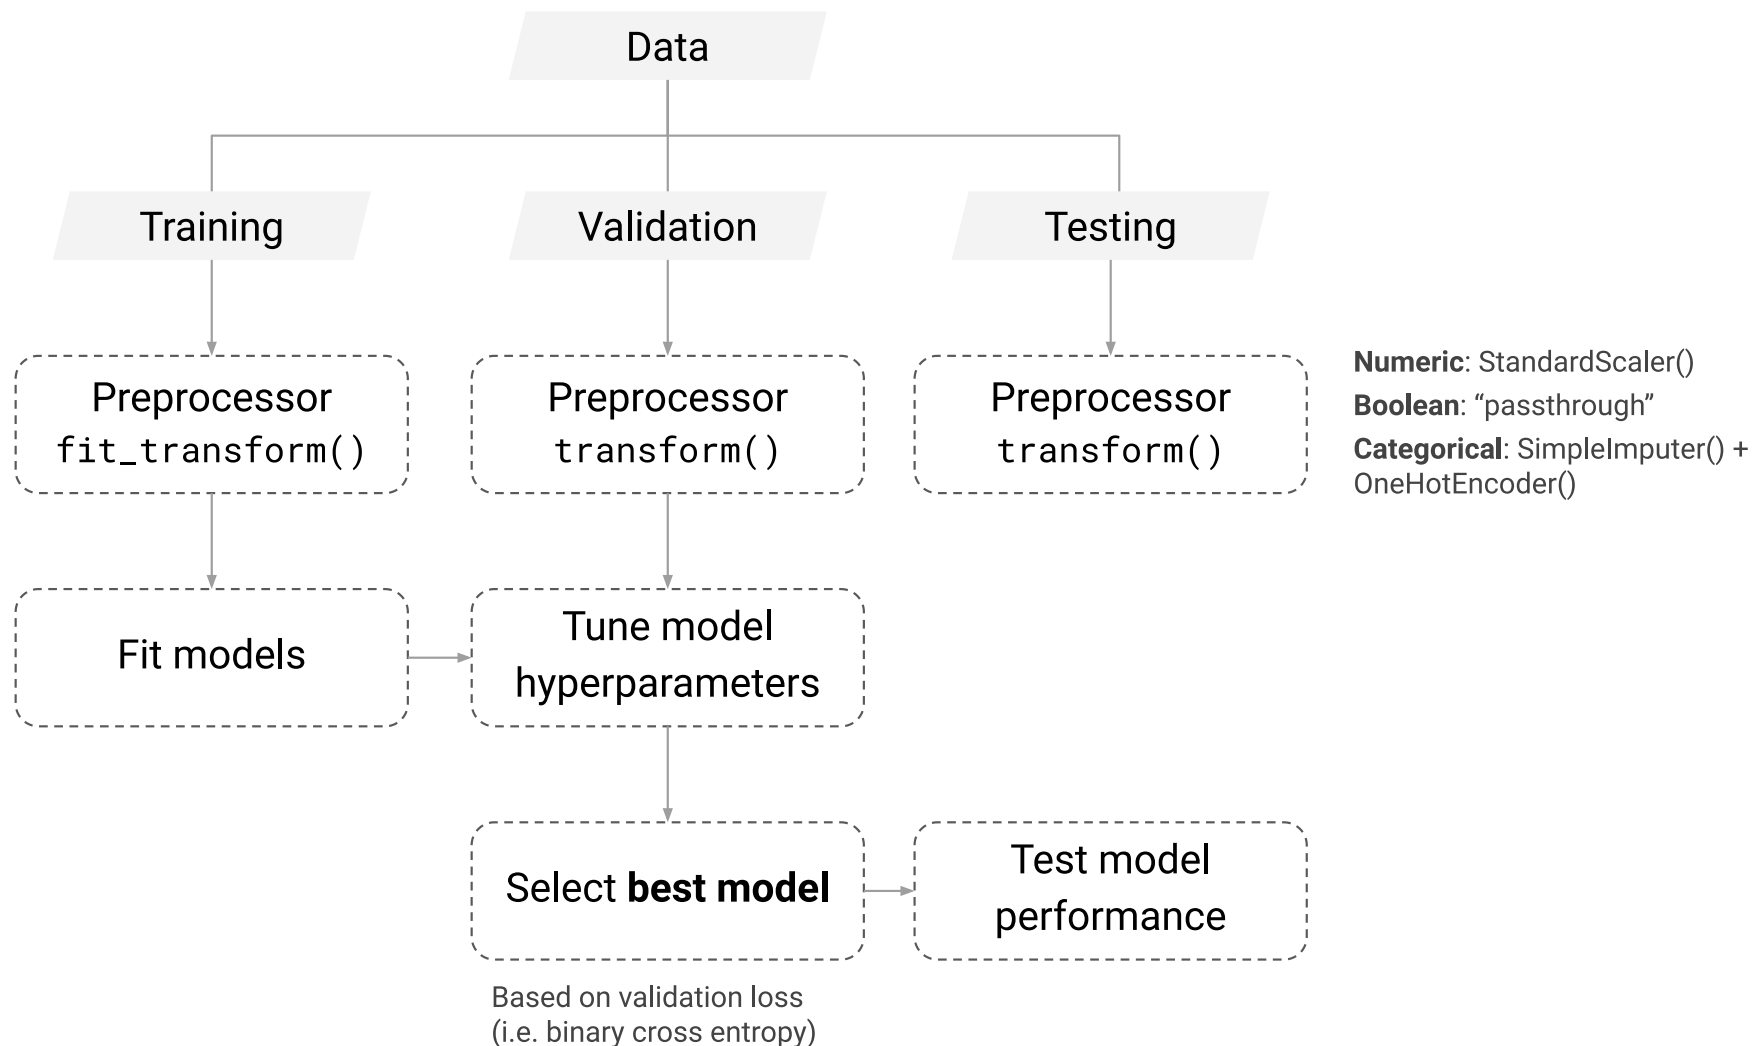 Data
Training
Validation
Testing
Preprocessor
fit_transform()
Preprocessor
transform()
Preprocessor
transform()
Numeric: StandardScaler()
Boolean: “passthrough”
Categorical: SimpleImputer() +
OneHotEncoder()
Fit models
Tune model
hyperparameters
Select best model
Test model
performance
Based on validation loss
(i.e. binary cross entropy)